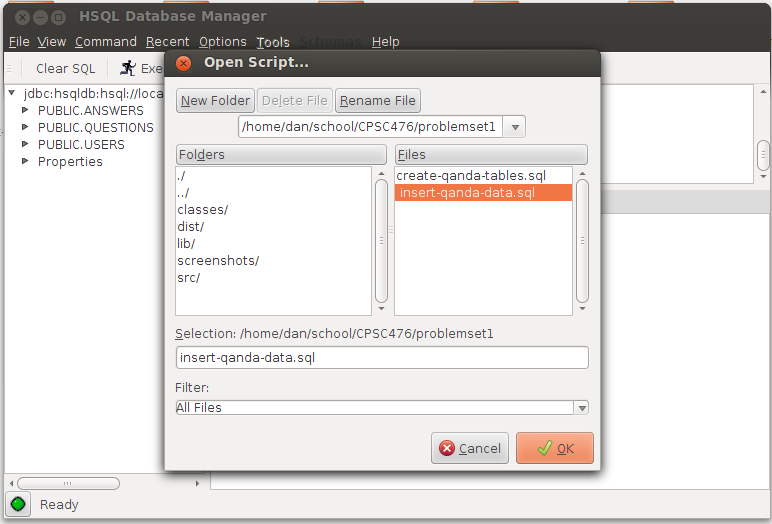 HSQL Database Manager
File View Command Recent Options Tools Schemas Help
Clear SQL Exe
Open Script...
jdbc:hsqldb:hsql://loca
PUBLIC.ANSWERS
PUBLIC.QUESTIONS
PUBLIC.USERS
Properties
New Folder Delete File Rename File
/home/dan/school/CPSC476/problemset1
Folders Files
./ create-qanda-tables.sql
../ insert-qanda-data.sql
classes/
dist/
lib/
screenshots/
src/
Selection: /home/dan/school/CPSC476/problemset1
insert-qanda-data.sql
Filter:
All Files
Cancel OK
Ready